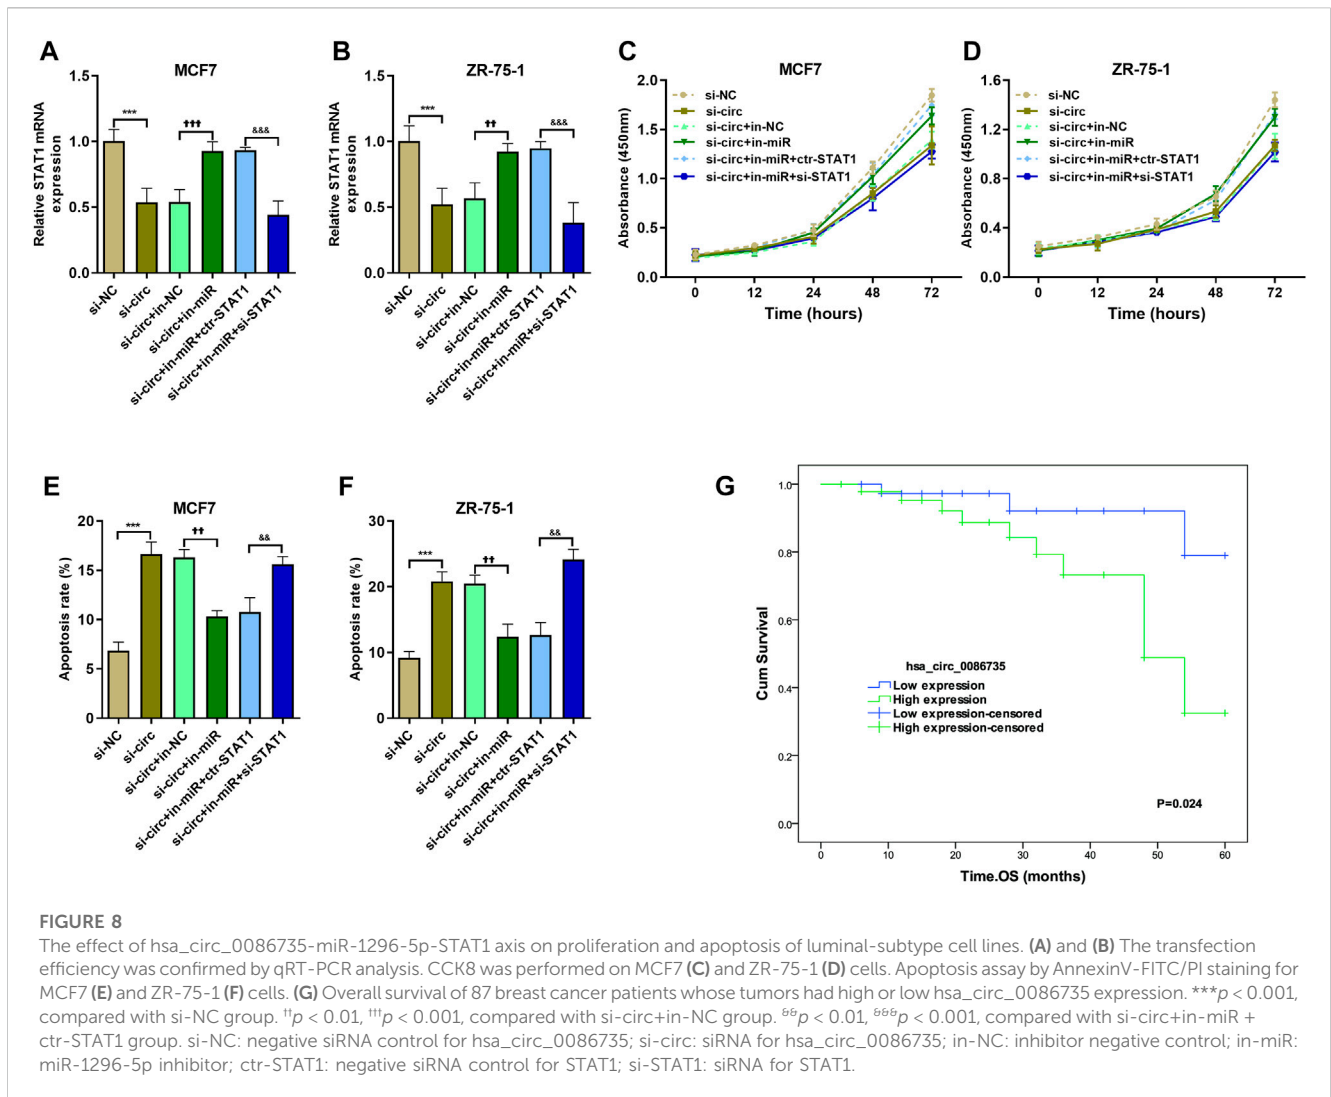 A
MCF7
Relative STAT1 mRNA
expression
1.5
1.0
0.5
0.0
***
†††
&&&
si-NC
si-circ
si-circ+in-NC
si-circ+in-miR
si-circ+in-miR+ctr-STAT1
si-circ+in-miR+si-STAT1
B
ZR-75-1
Relative STAT1 mRNA
expression
1.5
1.0
0.5
0.0
***
††
&&&
si-NC
si-circ
si-circ+in-NC
si-circ+in-miR
si-circ+in-miR+ctr-STAT1
si-circ+in-miR+si-STAT1
C
MCF7
Absorbance (450nm)
2.0
1.5
1.0
0.5
0.0
si-NC
si-circ
si-circ+in-NC
si-circ+in-miR
si-circ+in-miR+ctr-STAT1
si-circ+in-miR+si-STAT1
0 12 24 48 72
Time (hours)
D
ZR-75-1
Absorbance (450nm)
1.6
1.2
0.8
0.4
0.0
si-NC
si-circ
si-circ+in-NC
si-circ+in-miR
si-circ+in-miR+ctr-STAT1
si-circ+in-miR+si-STAT1
0 12 24 48 72
Time (hours)
E
MCF7
Apoptosis rate (%)
20
15
10
5
0
***
††
&&
si-NC
si-circ
si-circ+in-NC
si-circ+in-miR
si-circ+in-miR+ctr-STAT1
si-circ+in-miR+si-STAT1
F
ZR-75-1
Apoptosis rate (%)
30
20
10
0
***
††
&&
si-NC
si-circ
si-circ+in-NC
si-circ+in-miR
si-circ+in-miR+ctr-STAT1
si-circ+in-miR+si-STAT1
G
Cum Survival
1.0
0.8
0.6
0.4
0.2
0.0
hsa_circ_0086735
Low expression
High expression
Low expression-censored
High expression-censored
P=0.024
0 10 20 30 40 50 60
Time.OS (months)
FIGURE 8
The effect of hsa_circ_0086735-miR-1296-5p-STAT1 axis on proliferation and apoptosis of luminal-subtype cell lines. (A) and (B) The transfection
efficiency was confirmed by qRT-PCR analysis. CCK8 was performed on MCF7 (C) and ZR-75-1 (D) cells. Apoptosis assay by AnnexinV-FITC/PI staining for
MCF7 (E) and ZR-75-1 (F) cells. (G) Overall survival of 87 breast cancer patients whose tumors had high or low hsa_circ_0086735 expression. ***p < 0.001,
compared with si-NC group. ††p < 0.01, †††p < 0.001, compared with si-circ+in-NC group. &&p < 0.01, &&&p < 0.001, compared with si-circ+in-miR +
ctr-STAT1 group. si-NC: negative siRNA control for hsa_circ_0086735; si-circ: siRNA for hsa_circ_0086735; in-NC: inhibitor negative control; in-miR:
miR-1296-5p inhibitor; ctr-STAT1: negative siRNA control for STAT1; si-STAT1: siRNA for STAT1.